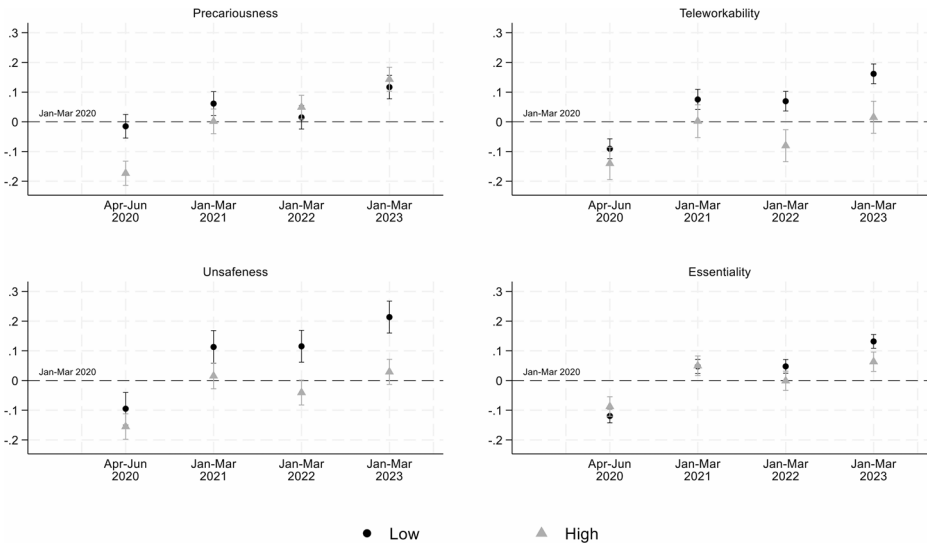 Precariousness
.3
.2
.1
0
-.1
-.2
Jan-Mar 2020
Apr-Jun
2020
Jan-Mar
2021
Jan-Mar
2022
Jan-Mar
2023
Teleworkability
.3
.2
.1
0
-.1
-.2
Jan-Mar 2020
Apr-Jun
2020
Jan-Mar
2021
Jan-Mar
2022
Jan-Mar
2023
Unsafeness
.3
.2
.1
0
-.1
-.2
Jan-Mar 2020
Apr-Jun
2020
Jan-Mar
2021
Jan-Mar
2022
Jan-Mar
2023
Essentiality
.3
.2
.1
0
-.1
-.2
Jan-Mar 2020
Apr-Jun
2020
Jan-Mar
2021
Jan-Mar
2022
Jan-Mar
2023
Low
High